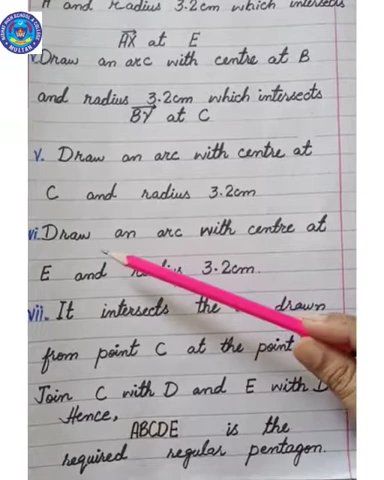 A and radius 3.2cm which intersects
AX at E
v. Draw an arc with centre at B
and radius 3.2cm which intersects
BY at C
v. Draw an arc with centre at
C and radius 3.2cm
vi. Draw an arc with centre at
E and radius 3.2cm.
vii. It intersects the drawn
from point C at the point
Join C with D and E with D
Hence,
ABCDE is the
required regular pentagon.
MULTAN